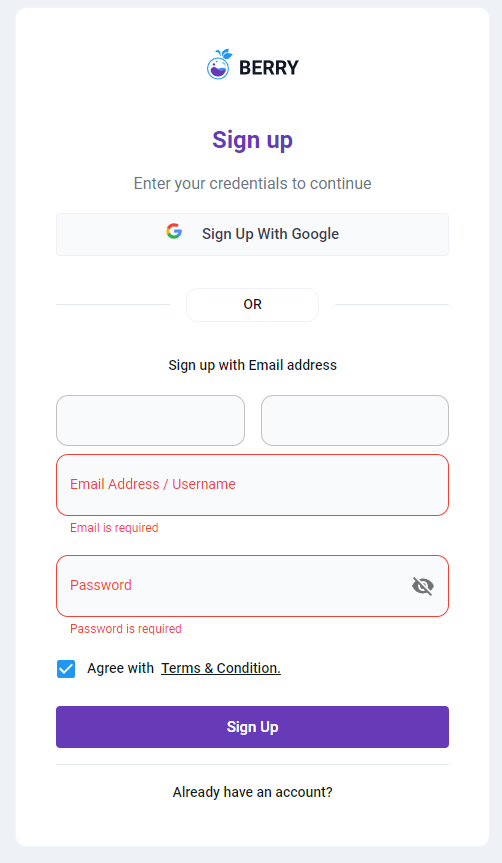 BERRY
Sign up
Enter your credentials to continue
Sign Up With Google
OR
Sign up with Email address
Email Address / Username
Email is required
Password
Password is required
Agree with Terms & Condition.
Sign Up
Already have an account?